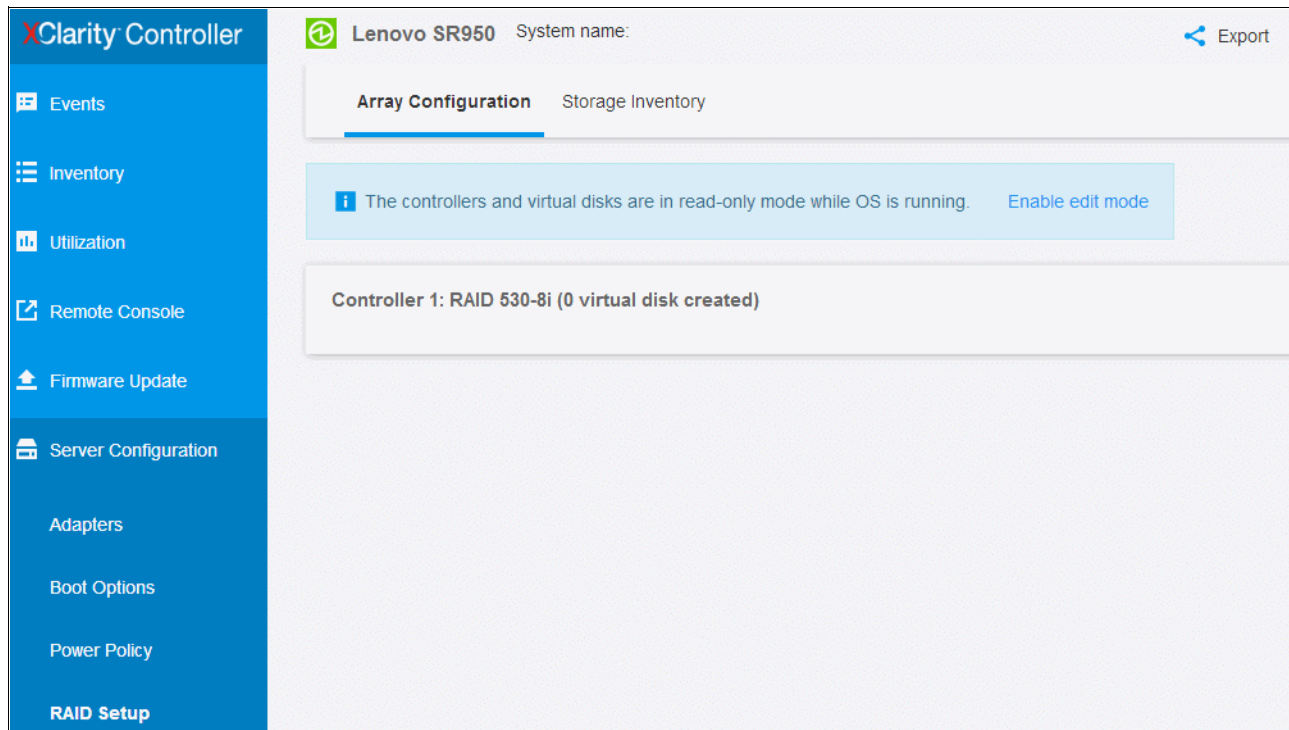 XClarity Controller
Lenovo SR950 System name:
Export
Events
Inventory
Utilization
Remote Console
Firmware Update
Server Configuration
Adapters
Boot Options
Power Policy
RAID Setup
Array Configuration Storage Inventory
The controllers and virtual disks are in read-only mode while OS is running. Enable edit mode
Controller 1: RAID 530-8i (0 virtual disk created)